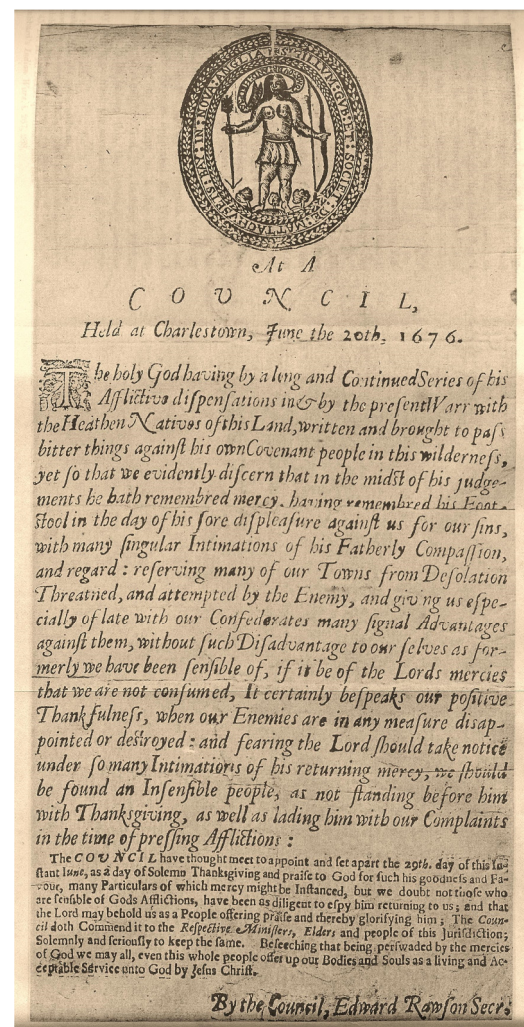 SIGILLVM: GVB: ET: SOCIET: DE: MATTACHVSETS: BAY: IN: NOVA: ANGLIA
At A
COUNCIL,
Held at Charlestown, June the 20th. 1676.
The holy God having by a long and Continued Series of his
Afflictive dispensations in & by the present Warr with
the Heathen Natives of this Land, written and brought to pass
bitter things against his own Covenant people in this wilderness,
yet so that we evidently discern that in the midst of his judge-
ments he hath remembred mercy, having remembred his Foot-
stool in the day of his sore displeasure against us for our sins,
with many singular Intimations of his Fatherly Compassion,
and regard: reserving many of our Towns from Desolation
Threatned, and attempted by the Enemy, and giving us espe-
cially of late with our Confederates many signal Advantages
against them, without such Disadvantage to our selves as for-
merly we have been sensible of, if it be of the Lords mercies
that we are not consumed, It certainly bespeaks our positive
Thankfulness, when our Enemies are in any measure disap-
pointed or destroyed: and fearing the Lord should take notice
under so many Intimations of his returning mercy, we should
be found an Insensible people, as not standing before him
with Thanksgiving, as well as lading him with our Complaints
in the time of pressing Afflictions:
The COUNCIL have thought meet to appoint and set apart the 29th. day of this In-
stant June, as a day of Solemn Thanksgiving and praise to God for such his goodness and Fa-
vour, many Particulars of which mercy might be Instanced, but we doubt not those who
are sensible of Gods Afflictions, have been as diligent to espy him returning to us; and that
the Lord may behold us as a People offering praise and thereby glorifying him; The Coun-
cil doth Commend it to the Respective Ministers, Elders and people of this Jurisdiction;
Solemnly and seriously to keep the same. Beseeching that being perswaded by the mercies
of God we may all, even this whole people offer up our Bodies and Souls as a living and Ac-
ceptable Service unto God by Jesus Christ.
By the Council, Edward Rawson Secr.